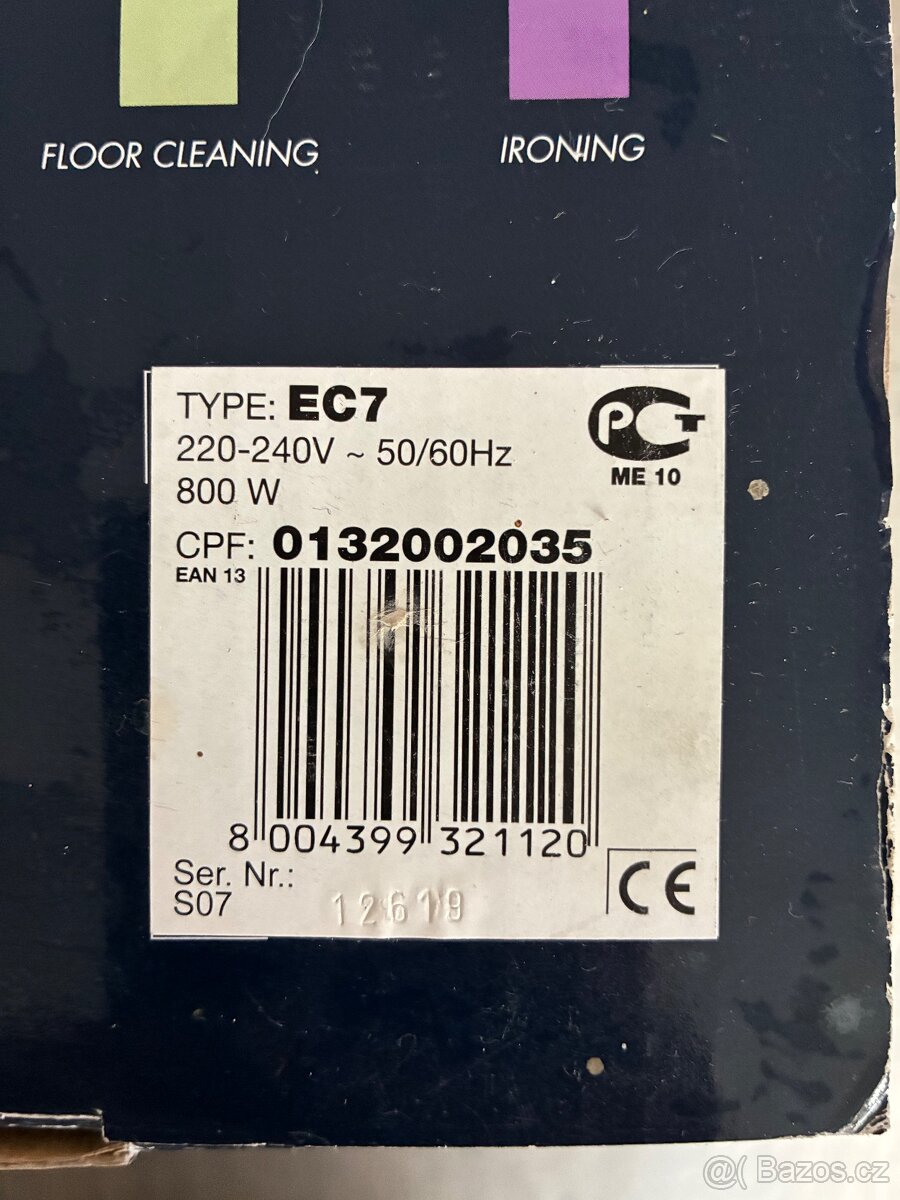 FLOOR CLEANING
IRONING
TYPE: EC7
220-240V ~ 50/60Hz
800 W
PCT
ME 10
CPF: 0132002035
EAN 13
8 004399 321120
Ser. Nr.:
S07 12619
CE
@( Bazos.cz